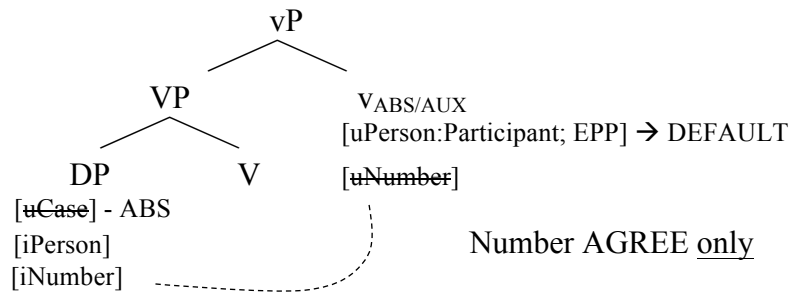 vP
VP
vABS/AUX
[uPerson:Participant; EPP] → DEFAULT
DP
V
[uNumber]
[uCase] - ABS
[iPerson]
Number AGREE only
[iNumber]